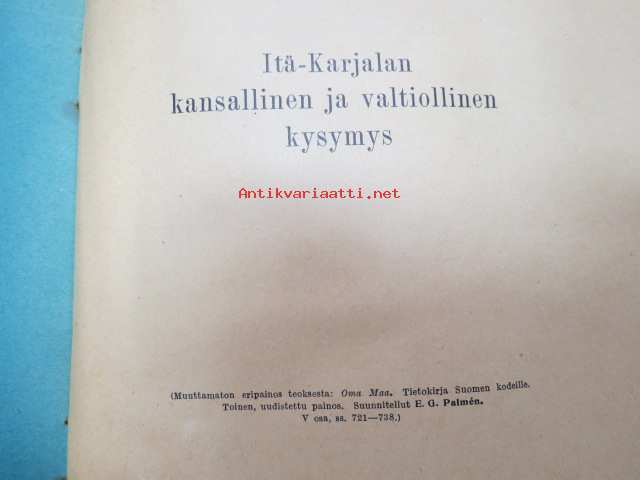 Itä-Karjalan
kansallinen ja valtiollinen
kysymys
Antikvariaatti.net
(Muuttamaton eripainos teoksesta: Oma Maa. Tietokirja Suomen kodeille.
Toinen, uudistettu painos. Suunnitellut E. G. Palmén.
V osa, ss. 721—738.)